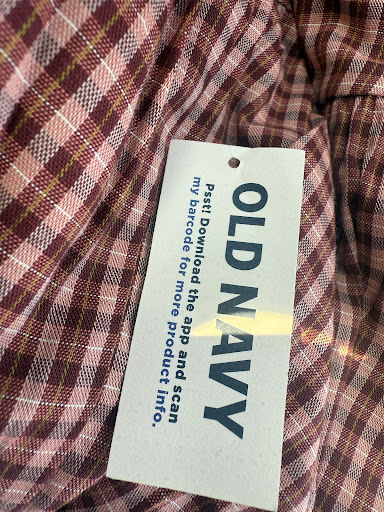 OLD NAVY
Psst! Download the app and scan
my barcode for more product info.